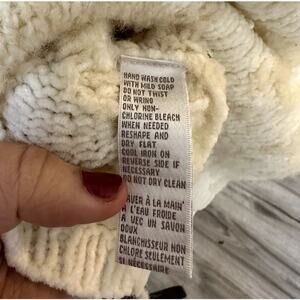 HAND WASH COLD
WITH MILD SOAP
DO NOT TWIST
OR WRING
ONLY NON-
CHLORINE BLEACH
WHEN NEEDED
RESHAPE AND
DRY FLAT
COOL IRON ON
REVERSE SIDE IF
NECESSARY
DO NOT DRY CLEAN
AVER À LA MAIN
À L'EAU FROIDE
A VEC UN SAVON
DOUX
BLANCHISSEUR NON
CHLORE SEULEMENT
SI NÉCESSAIRE